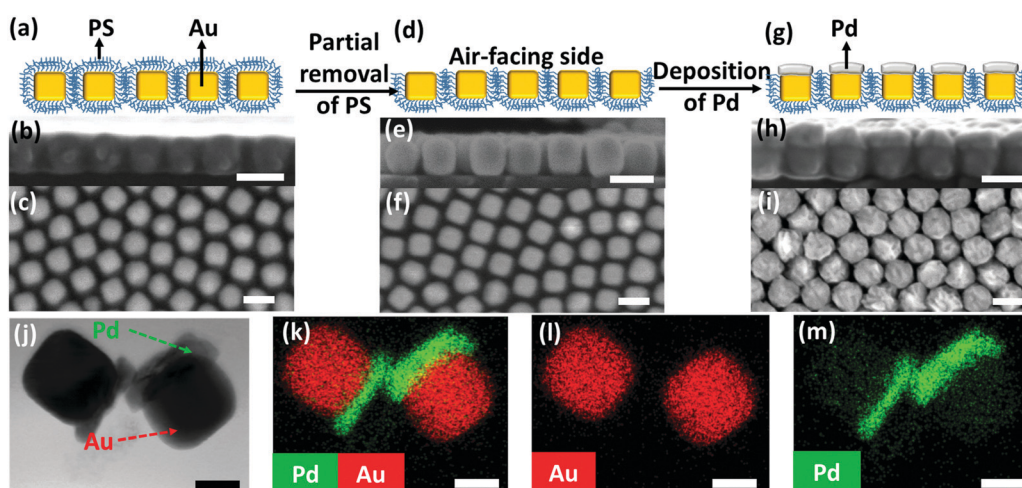 (a)
PS
Au
Partial
removal
of PS
(d)
Air-facing side
Deposition
of Pd
(g)
Pd
(b)
(e)
(h)
(c)
(f)
(i)
(j)
Pd
Au
(k)
Pd
Au
(l)
Au
(m)
Pd